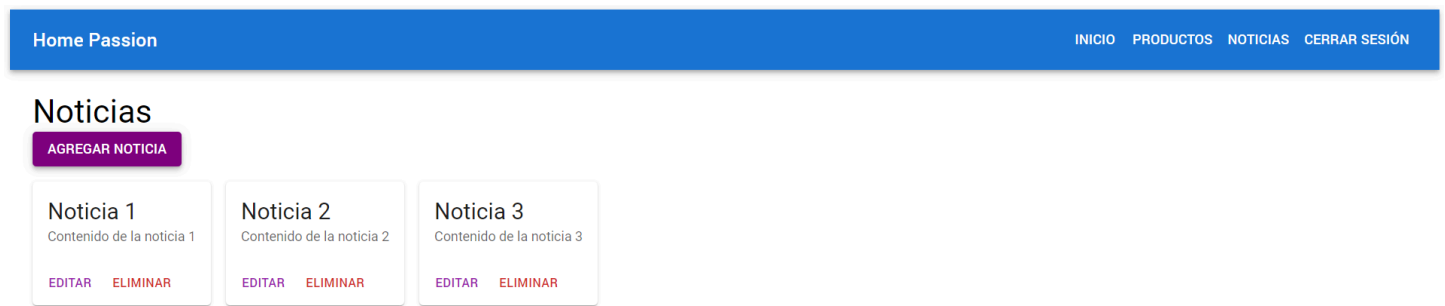 Home Passion
INICIO PRODUCTOS NOTICIAS CERRAR SESIÓN
Noticias
AGREGAR NOTICIA
Noticia 1
Contenido de la noticia 1
EDITAR ELIMINAR
Noticia 2
Contenido de la noticia 2
EDITAR ELIMINAR
Noticia 3
Contenido de la noticia 3
EDITAR ELIMINAR